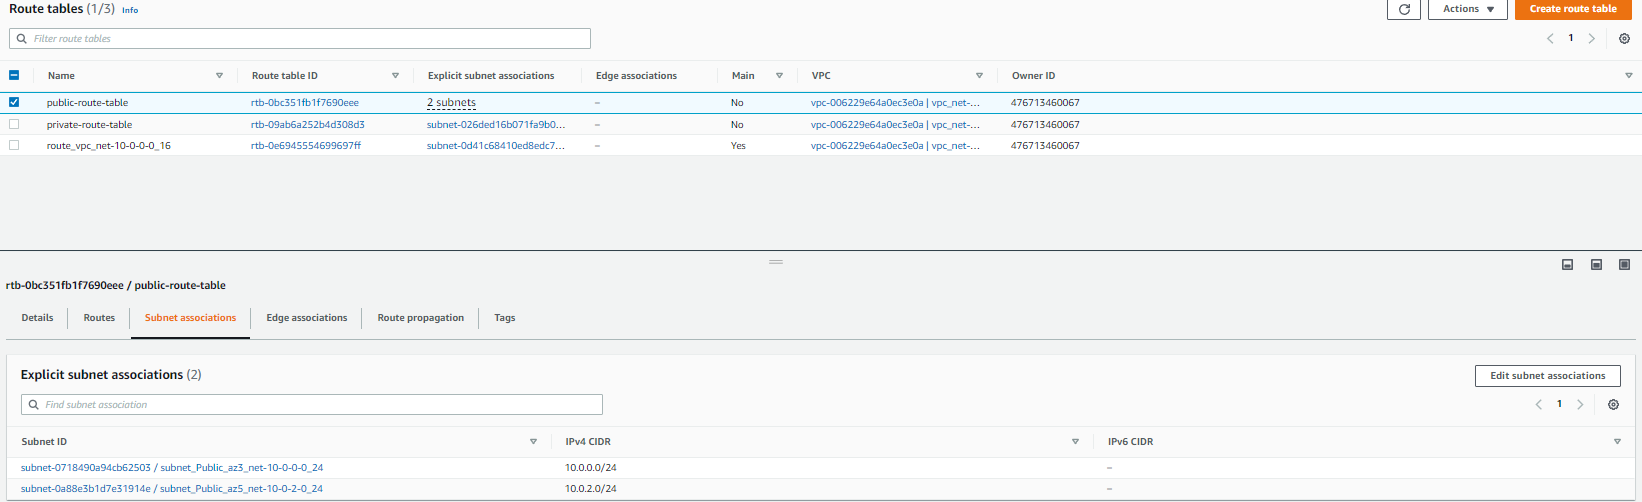 Route tables (1/3) Info
Actions
Create route table
Filter route tables
1
Name Route table ID Explicit subnet associations Edge associations Main VPC Owner ID
public-route-table rtb-0bc351fb1f7690eee 2 subnets – No vpc-006229e64a0ec3e0a | vpc_net-... 476713460067
private-route-table rtb-09ab6a252b4d308d3 subnet-026ded16b071fa9b0... – No vpc-006229e64a0ec3e0a | vpc_net-... 476713460067
route_vpc_net-10-0-0-0_16 rtb-0e6945554699697ff subnet-0d41c68410ed8edc7... – Yes vpc-006229e64a0ec3e0a | vpc_net-... 476713460067
rtb-0bc351fb1f7690eee / public-route-table
Details Routes Subnet associations Edge associations Route propagation Tags
Explicit subnet associations (2)
Edit subnet associations
Find subnet association
1
Subnet ID IPv4 CIDR IPv6 CIDR
subnet-0718490a94cb62503 / subnet_Public_az3_net-10-0-0-0_24 10.0.0.0/24 –
subnet-0a88e3b1d7e31914e / subnet_Public_az5_net-10-0-2-0_24 10.0.2.0/24 –